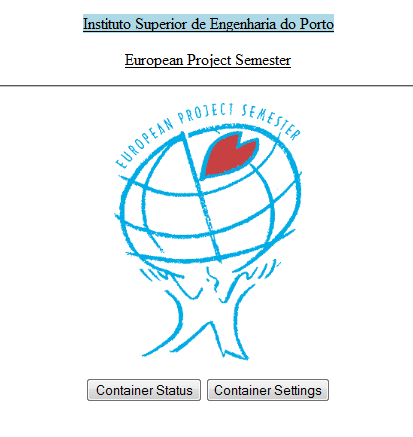 Instituto Superior de Engenharia do Porto
European Project Semester
EUROPEAN PROJECT SEMESTER
Container Status
Container Settings